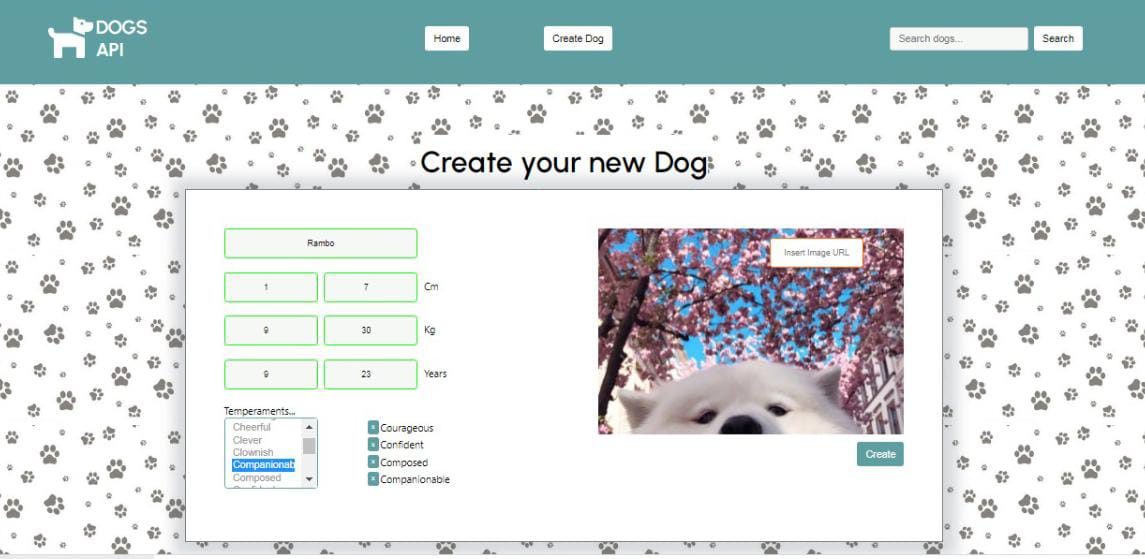 DOGS
API
Home
Create Dog
Search dogs...
Search
Create your new Dog
Rambo
Insert Image URL
1
7
Cm
9
30
Kg
9
23
Years
Temperaments...
Cheerful
Clever
Clownish
Companionab
Composed
x Courageous
x Confident
x Composed
x Companionable
Create